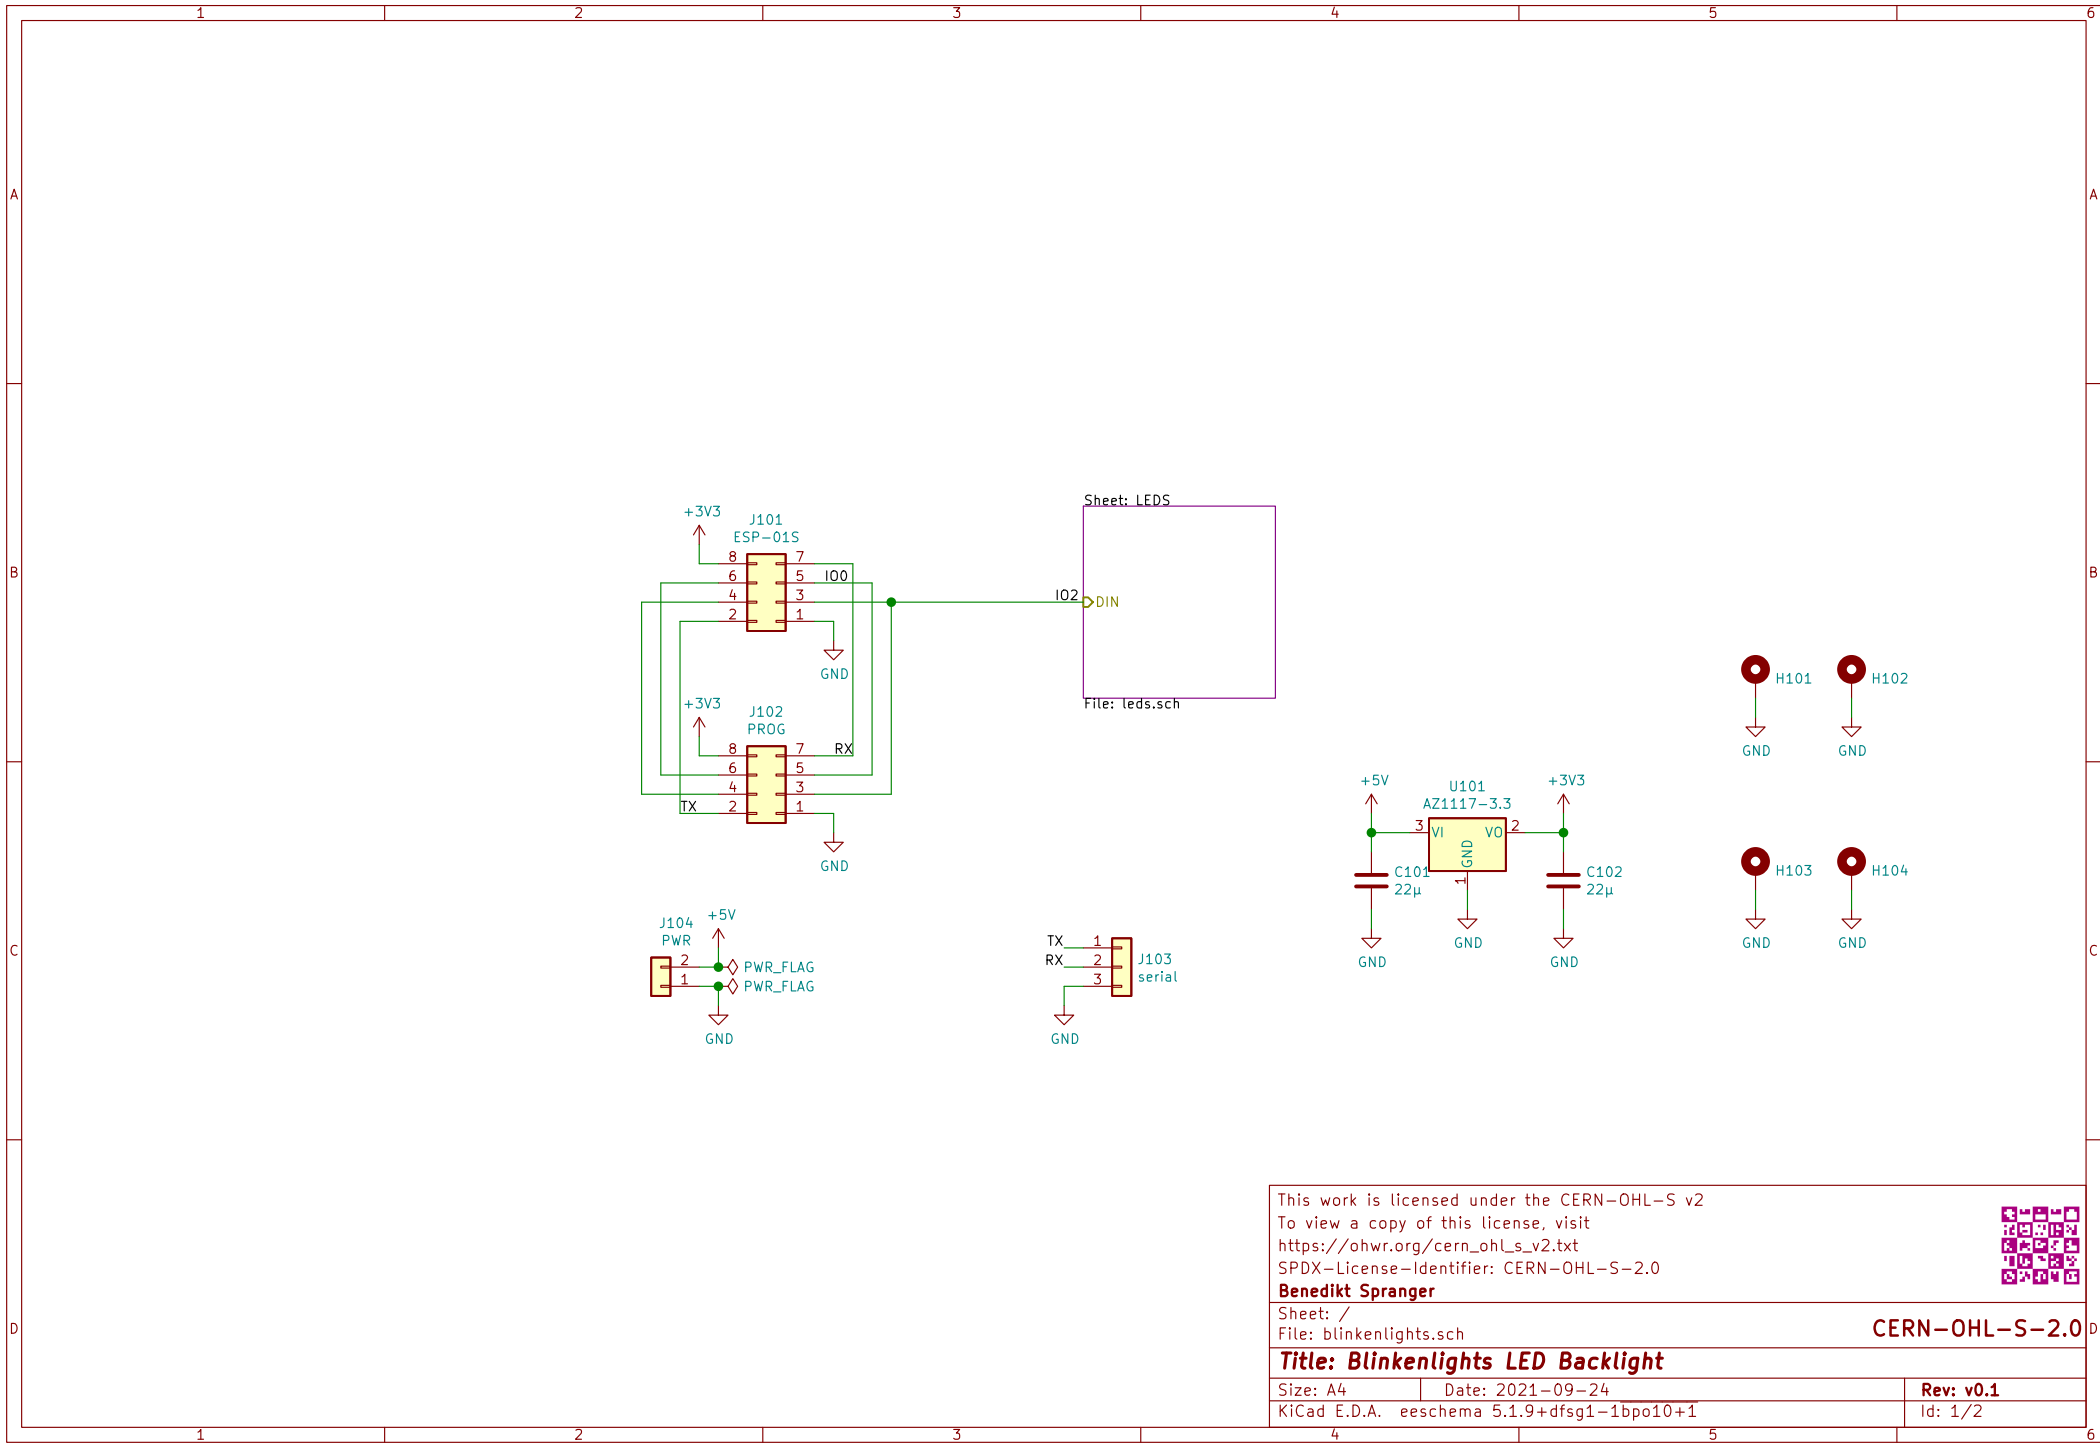 1 2 3 4 5 6
A A
Sheet: LEDS
+3V3
J101
ESP-01S
8 7
6 5 IO0
4 3 IO2 DIN
2 1
GND
File: leds.sch
+3V3
J102
PROG
8 7 RX
6 5
4 3
TX 2 1
GND
B B
H101 H102
GND GND
+5V U101 +3V3
AZ1117-3.3
3 VI VO 2
GND
1
C101
22µ
C102
22µ
GND
GND GND
H103 H104
GND GND
J104 +5V
PWR
2 PWR_FLAG
1 PWR_FLAG
GND
TX 1
RX 2
3
J103
serial
GND
C C
This work is licensed under the CERN-OHL-S v2
To view a copy of this license, visit
https://ohwr.org/cern_ohl_s_v2.txt
SPDX-License-Identifier: CERN-OHL-S-2.0
Benedikt Spranger
Sheet: /
File: blinkenlights.sch
CERN-OHL-S-2.0
D D
Title: Blinkenlights LED Backlight
Size: A4 Date: 2021-09-24 Rev: v0.1
KiCad E.D.A. eeschema 5.1.9+dfsg1-1bpo10+1 Id: 1/2
1 2 3 4 5 6